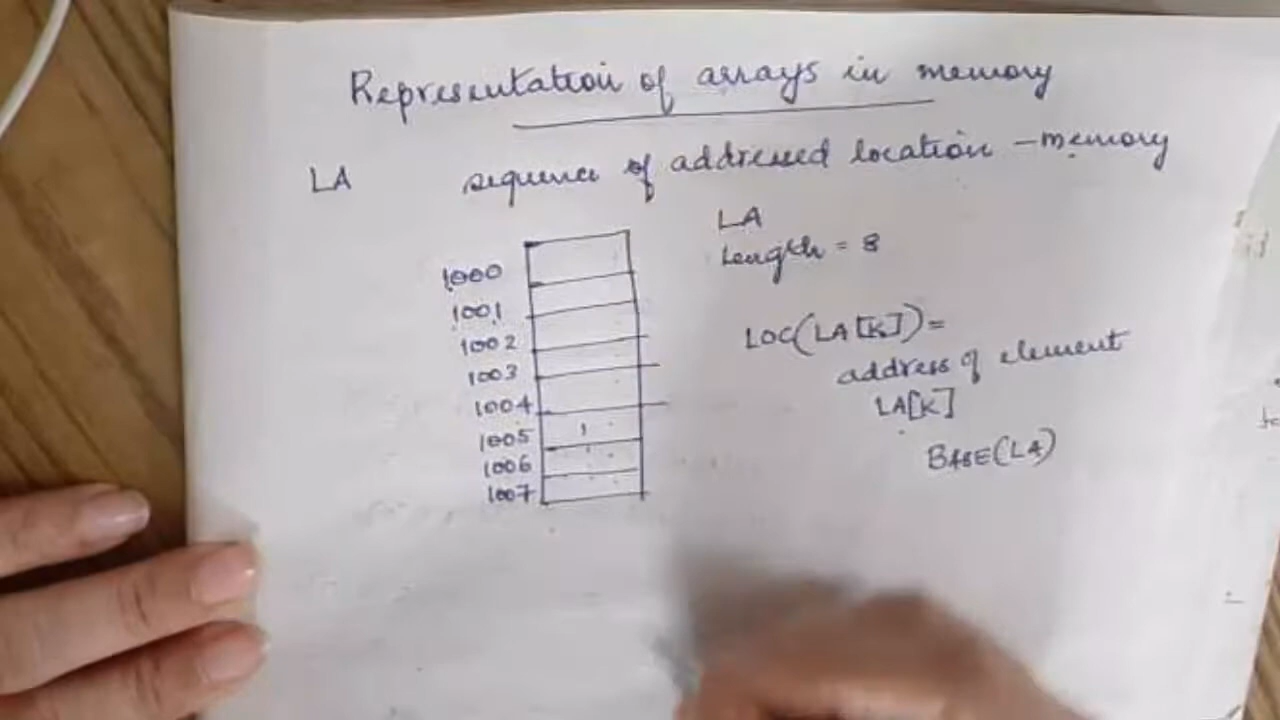 Representation of arrays in memory
LA sequence of addressed location - memory
LA
Length = 8
1000
1001
1002
1003
1004
1005
1006
1007
LOC(LA[K]) =
address of element
LA[K]
BASE(LA)